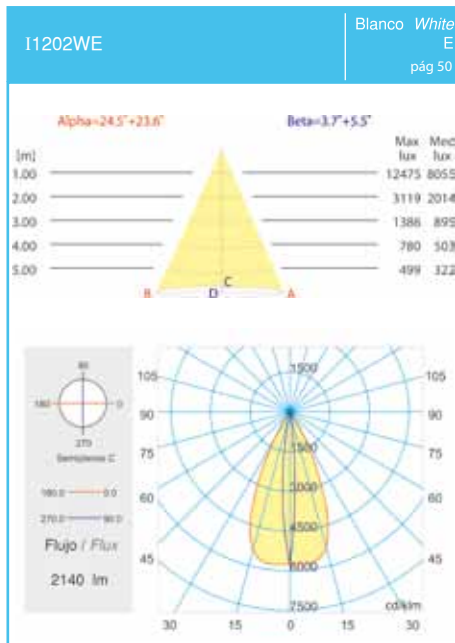 I1202WE
Blanco White
E
pág 50
Alpha=24.5°+23.6° Beta=3.7°+5.5°
Max Med
[m] lux lux
1.00 12475 8055
2.00 3119 2014
3.00 1386 895
4.00 780 503
5.00 499 322
C
B D A
90
180 0
270
Semiplanos C
180.0 0.0
270.0 90.0
Flujo / Flux
2140 lm
1500
105 105
90 90
1500
75 75
3000
60 60
4500
45 45
6000
7500 cd/klm
30 15 0 15 30